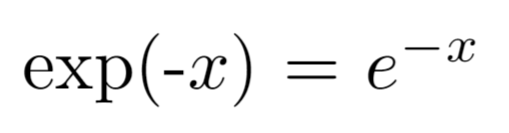 exp(-x) = e⁻ˣ